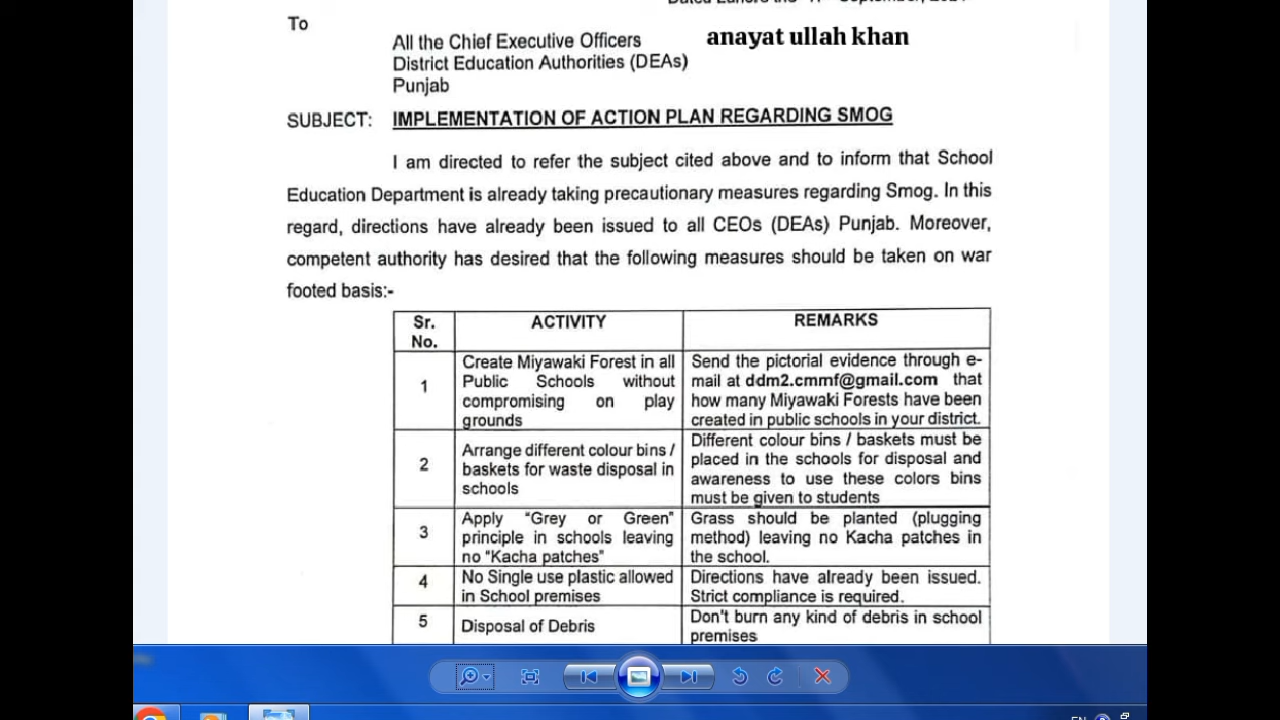 To
anayat ullah khan
All the Chief Executive Officers
District Education Authorities (DEAs)
Punjab
SUBJECT: IMPLEMENTATION OF ACTION PLAN REGARDING SMOG
I am directed to refer the subject cited above and to inform that School
Education Department is already taking precautionary measures regarding Smog. In this
regard, directions have already been issued to all CEOs (DEAs) Punjab. Moreover,
competent authority has desired that the following measures should be taken on war
footed basis:-
Sr. No.
ACTIVITY
REMARKS
1
Create Miyawaki Forest in all
Public Schools without
compromising on play
grounds
Send the pictorial evidence through e-
mail at ddm2.cmmf@gmail.com that
how many Miyawaki Forests have been
created in public schools in your district.
2
Arrange different colour bins /
baskets for waste disposal in
schools
Different colour bins / baskets must be
placed in the schools for disposal and
awareness to use these colors bins
must be given to students
3
Apply "Grey or Green"
principle in schools leaving
no "Kacha patches"
Grass should be planted (plugging
method) leaving no Kacha patches in
the school.
4
No Single use plastic allowed
in School premises
Directions have already been issued.
Strict compliance is required.
5
Disposal of Debris
Don't burn any kind of debris in school
premises
EN